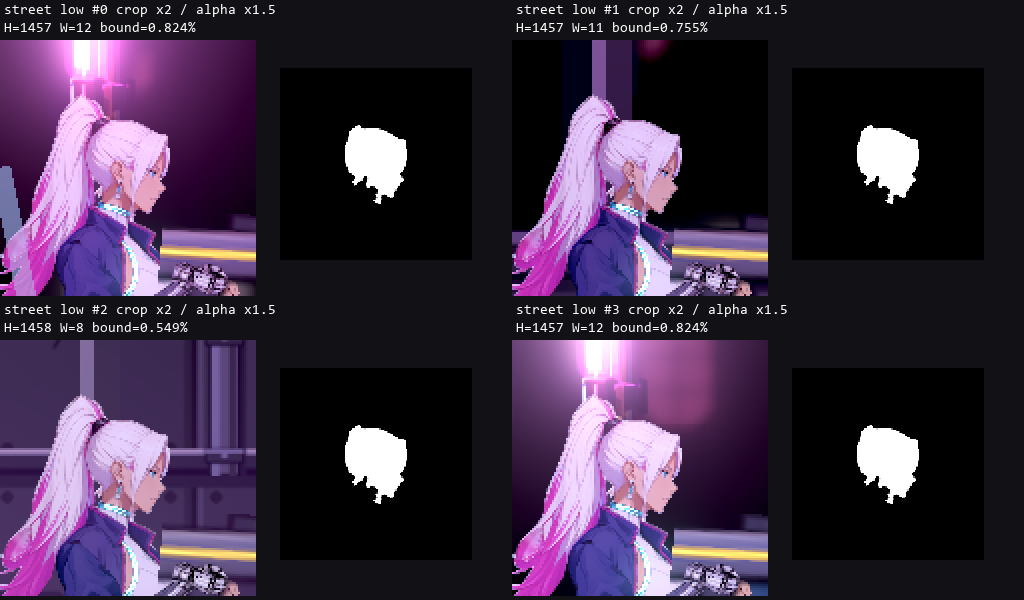 street low #0 crop x2 / alpha x1.5
H=1457 W=12 bound=0.824%
street low #1 crop x2 / alpha x1.5
H=1457 W=11 bound=0.755%
street low #2 crop x2 / alpha x1.5
H=1458 W=8 bound=0.549%
street low #3 crop x2 / alpha x1.5
H=1457 W=12 bound=0.824%